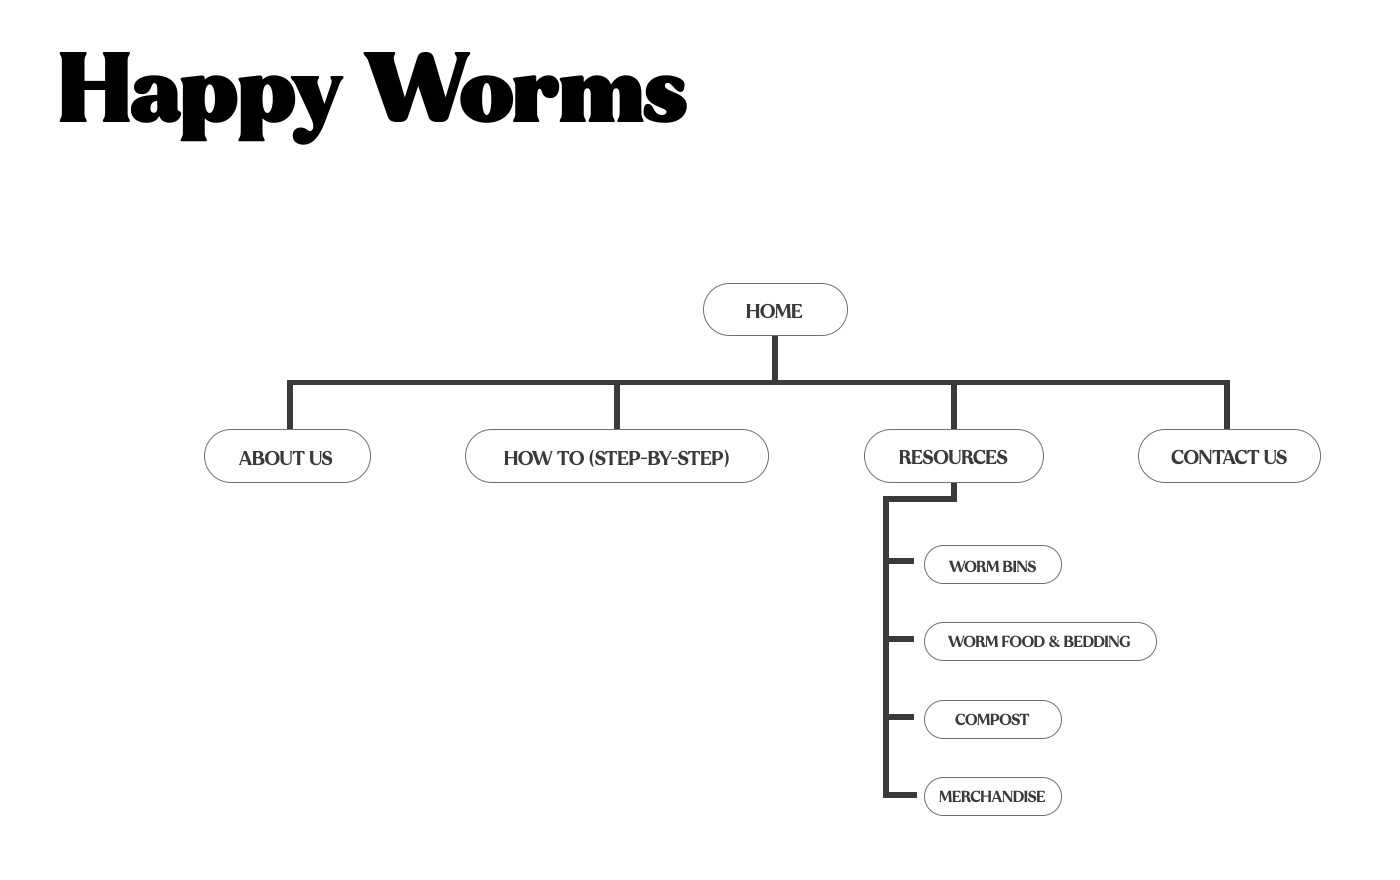 Happy Worms
HOME
ABOUT US
HOW TO (STEP-BY-STEP)
RESOURCES
CONTACT US
WORM BINS
WORM FOOD & BEDDING
COMPOST
MERCHANDISE